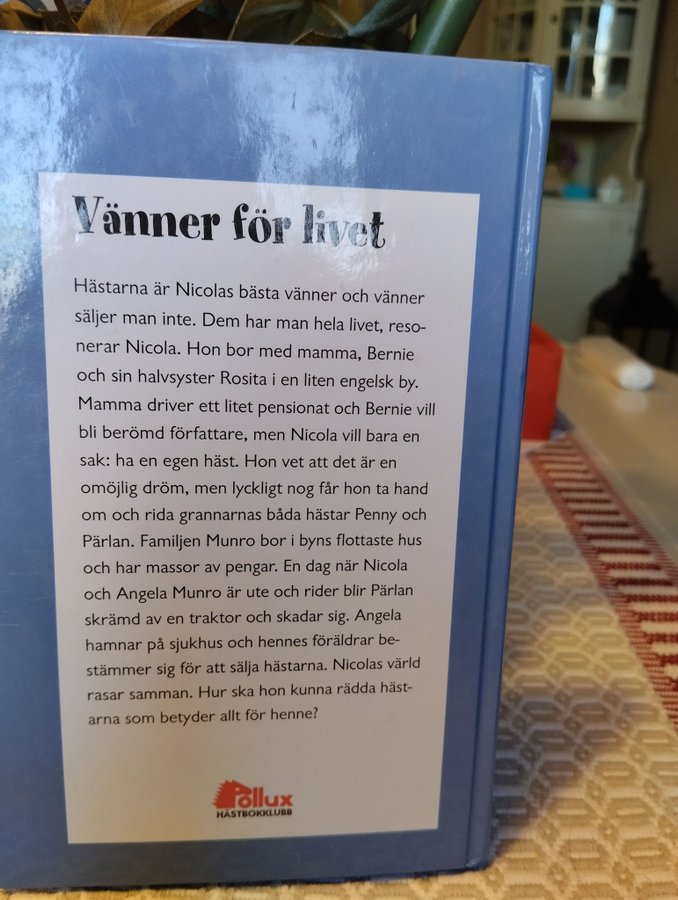 Vänner för livet
Hästarna är Nicolas bästa vänner och vänner
säljer man inte. Dem har man hela livet, reso-
nerar Nicola. Hon bor med mamma, Bernie
och sin halvsyster Rosita i en liten engelsk by.
Mamma driver ett litet pensionat och Bernie vill
bli berömd författare, men Nicola vill bara en
sak: ha en egen häst. Hon vet att det är en
omöjlig dröm, men lyckligt nog får hon ta hand
om och rida grannarnas båda hästar Penny och
Pärlan. Familjen Munro bor i byns flottaste hus
och har massor av pengar. En dag när Nicola
och Angela Munro är ute och rider blir Pärlan
skrämd av en traktor och skadar sig. Angela
hamnar på sjukhus och hennes föräldrar be-
stämmer sig för att sälja hästarna. Nicolas värld
rasar samman. Hur ska hon kunna rädda häst-
arna som betyder allt för henne?
Pollux
HÄSTBOKKLUBB